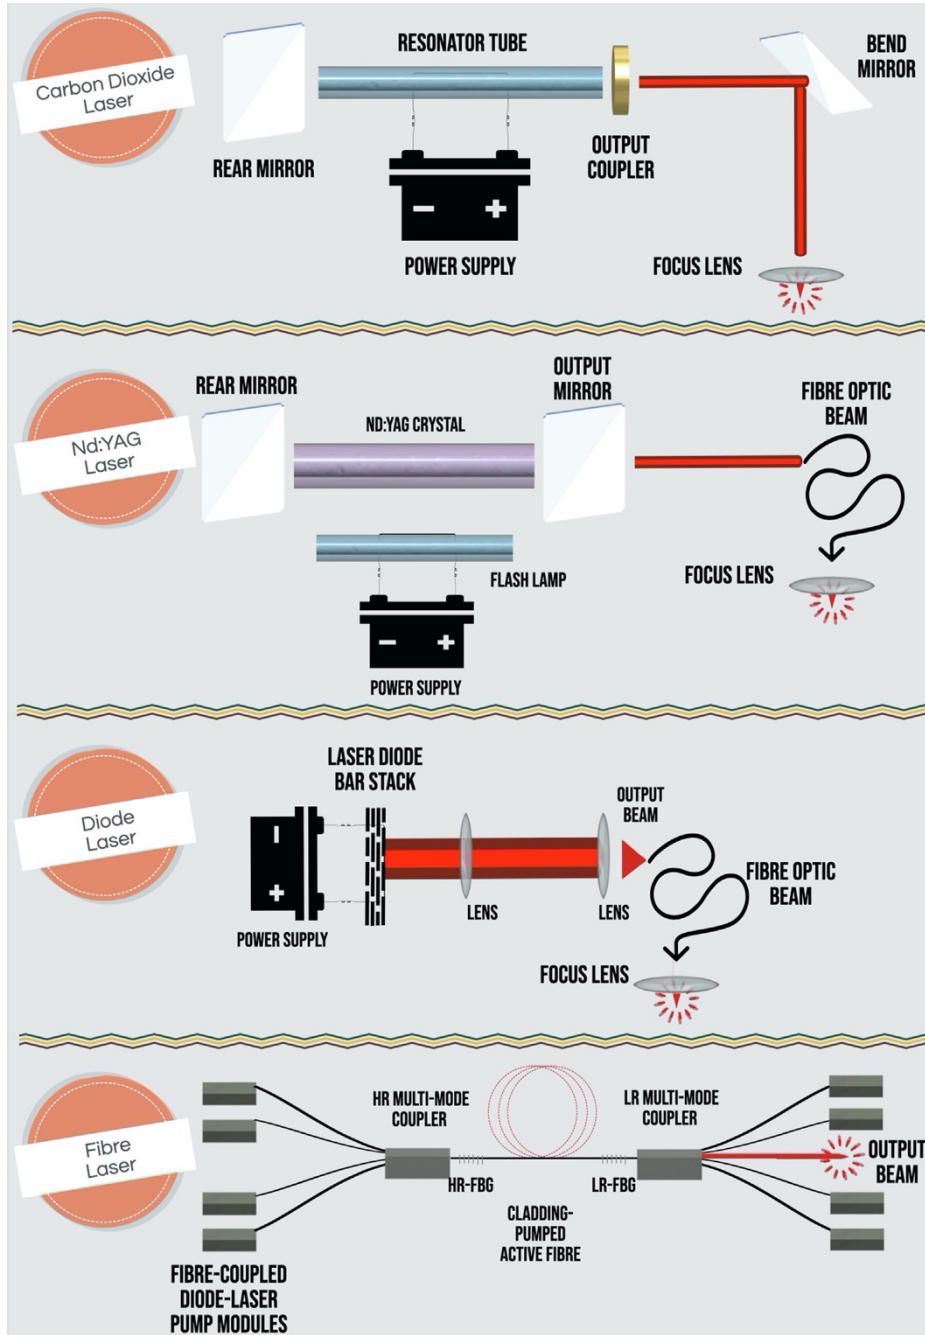 Carbon Dioxide
Laser
REAR MIRROR
RESONATOR TUBE
POWER SUPPLY
OUTPUT
COUPLER
BEND
MIRROR
FOCUS LENS
Nd:YAG
Laser
REAR MIRROR
ND:YAG CRYSTAL
OUTPUT
MIRROR
FIBRE OPTIC
BEAM
FLASH LAMP
POWER SUPPLY
FOCUS LENS
Diode
Laser
LASER DIODE
BAR STACK
POWER SUPPLY
LENS
LENS
OUTPUT
BEAM
FIBRE OPTIC
BEAM
FOCUS LENS
Fibre
Laser
FIBRE-COUPLED
DIODE-LASER
PUMP MODULES
HR MULTI-MODE
COUPLER
HR-FBG
CLADDING-
PUMPED
ACTIVE FIBRE
LR-FBG
LR MULTI-MODE
COUPLER
OUTPUT
BEAM